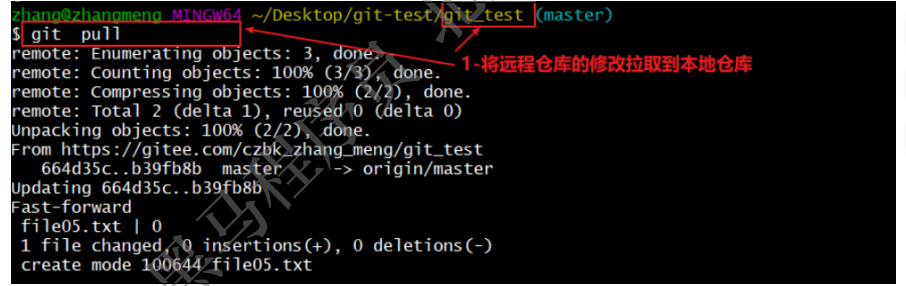 zhang@zhangmeng MINGW64 ~/Desktop/git-test/git_test (master)
$ git  pull
remote: Enumerating objects: 3, done.
1-将远程仓库的修改拉取到本地仓库
remote: Counting objects: 100% (3/3), done.
remote: Compressing objects: 100% (2/2), done.
remote: Total 2 (delta 1), reused 0 (delta 0)
Unpacking objects: 100% (2/2), done.
From https://gitee.com/czbk_zhang_meng/git_test
   664d35c..b39fb8b  master     -> origin/master
Updating 664d35c..b39fb8b
Fast-forward
 file05.txt | 0
 1 file changed, 0 insertions(+), 0 deletions(-)
 create mode 100644 file05.txt
黑马程序员 北